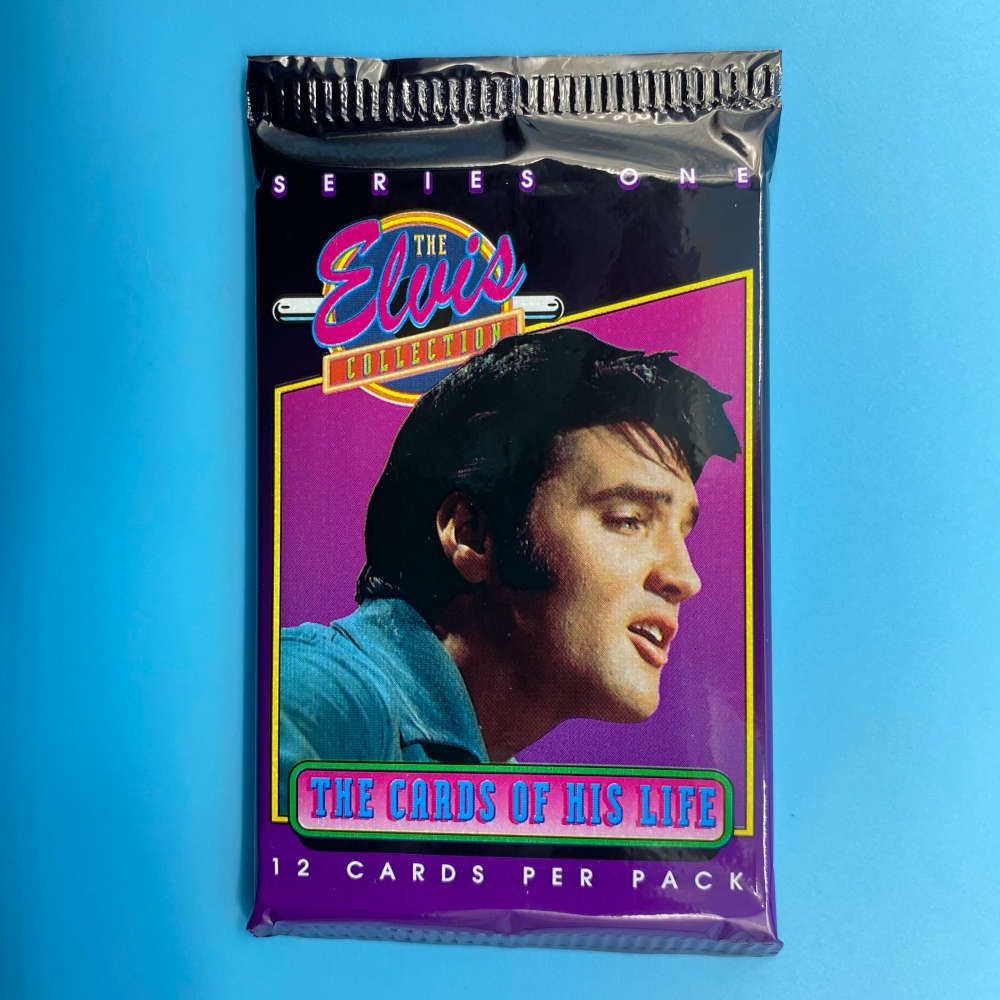 SERIES ONE
THE
Elvis
COLLECTION
THE CARDS OF HIS LIFE
12 CARDS PER PACK